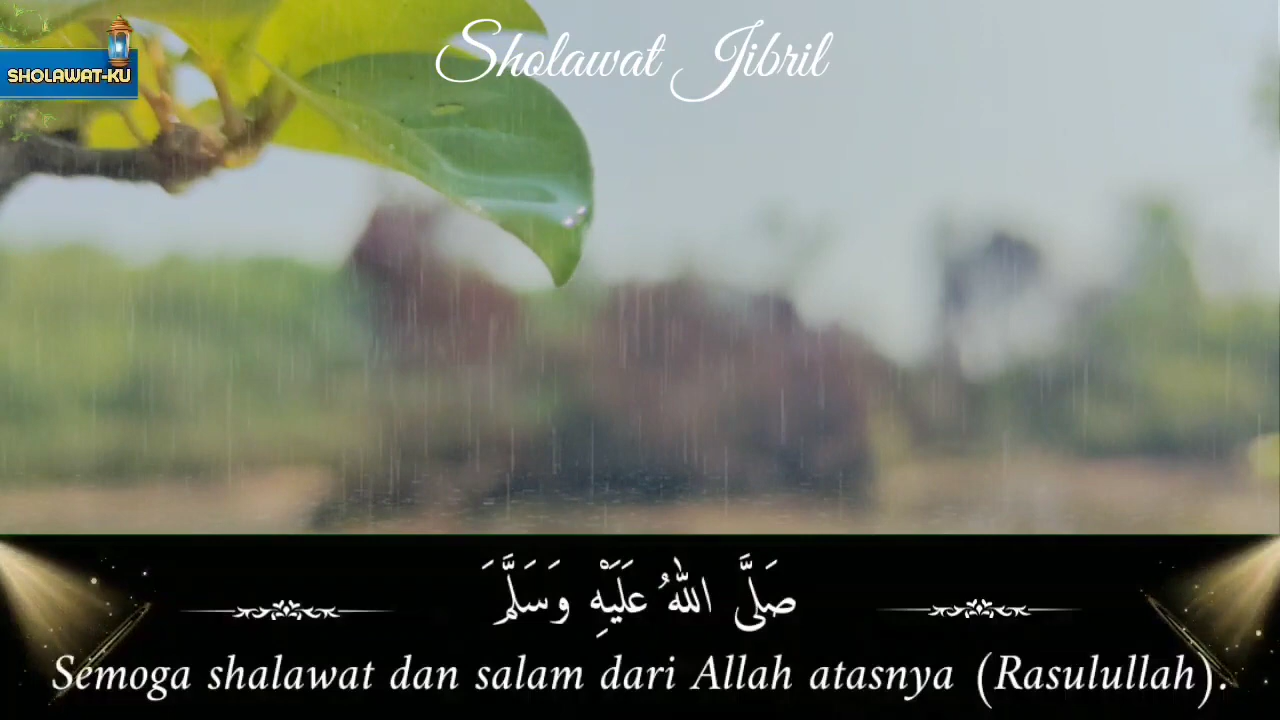 Sholawat Jibril
SHOLAWAT-KU
صَلَّى اللهُ عَلَيْهِ وَسَلَّمَ
Semoga shalawat dan salam dari Allah atasnya (Rasulullah).